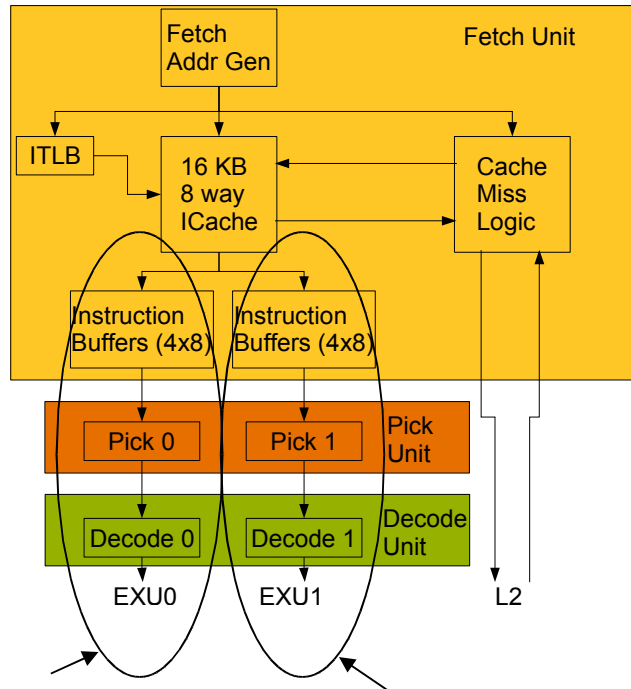 Fetch
Addr Gen
Fetch Unit
ITLB
16 KB
8 way
ICache
Cache
Miss
Logic
Instruction
Buffers (4x8)
Instruction
Buffers (4x8)
Pick 0
Pick 1
Pick
Unit
Decode 0
Decode 1
Decode
Unit
EXU0
EXU1
L2